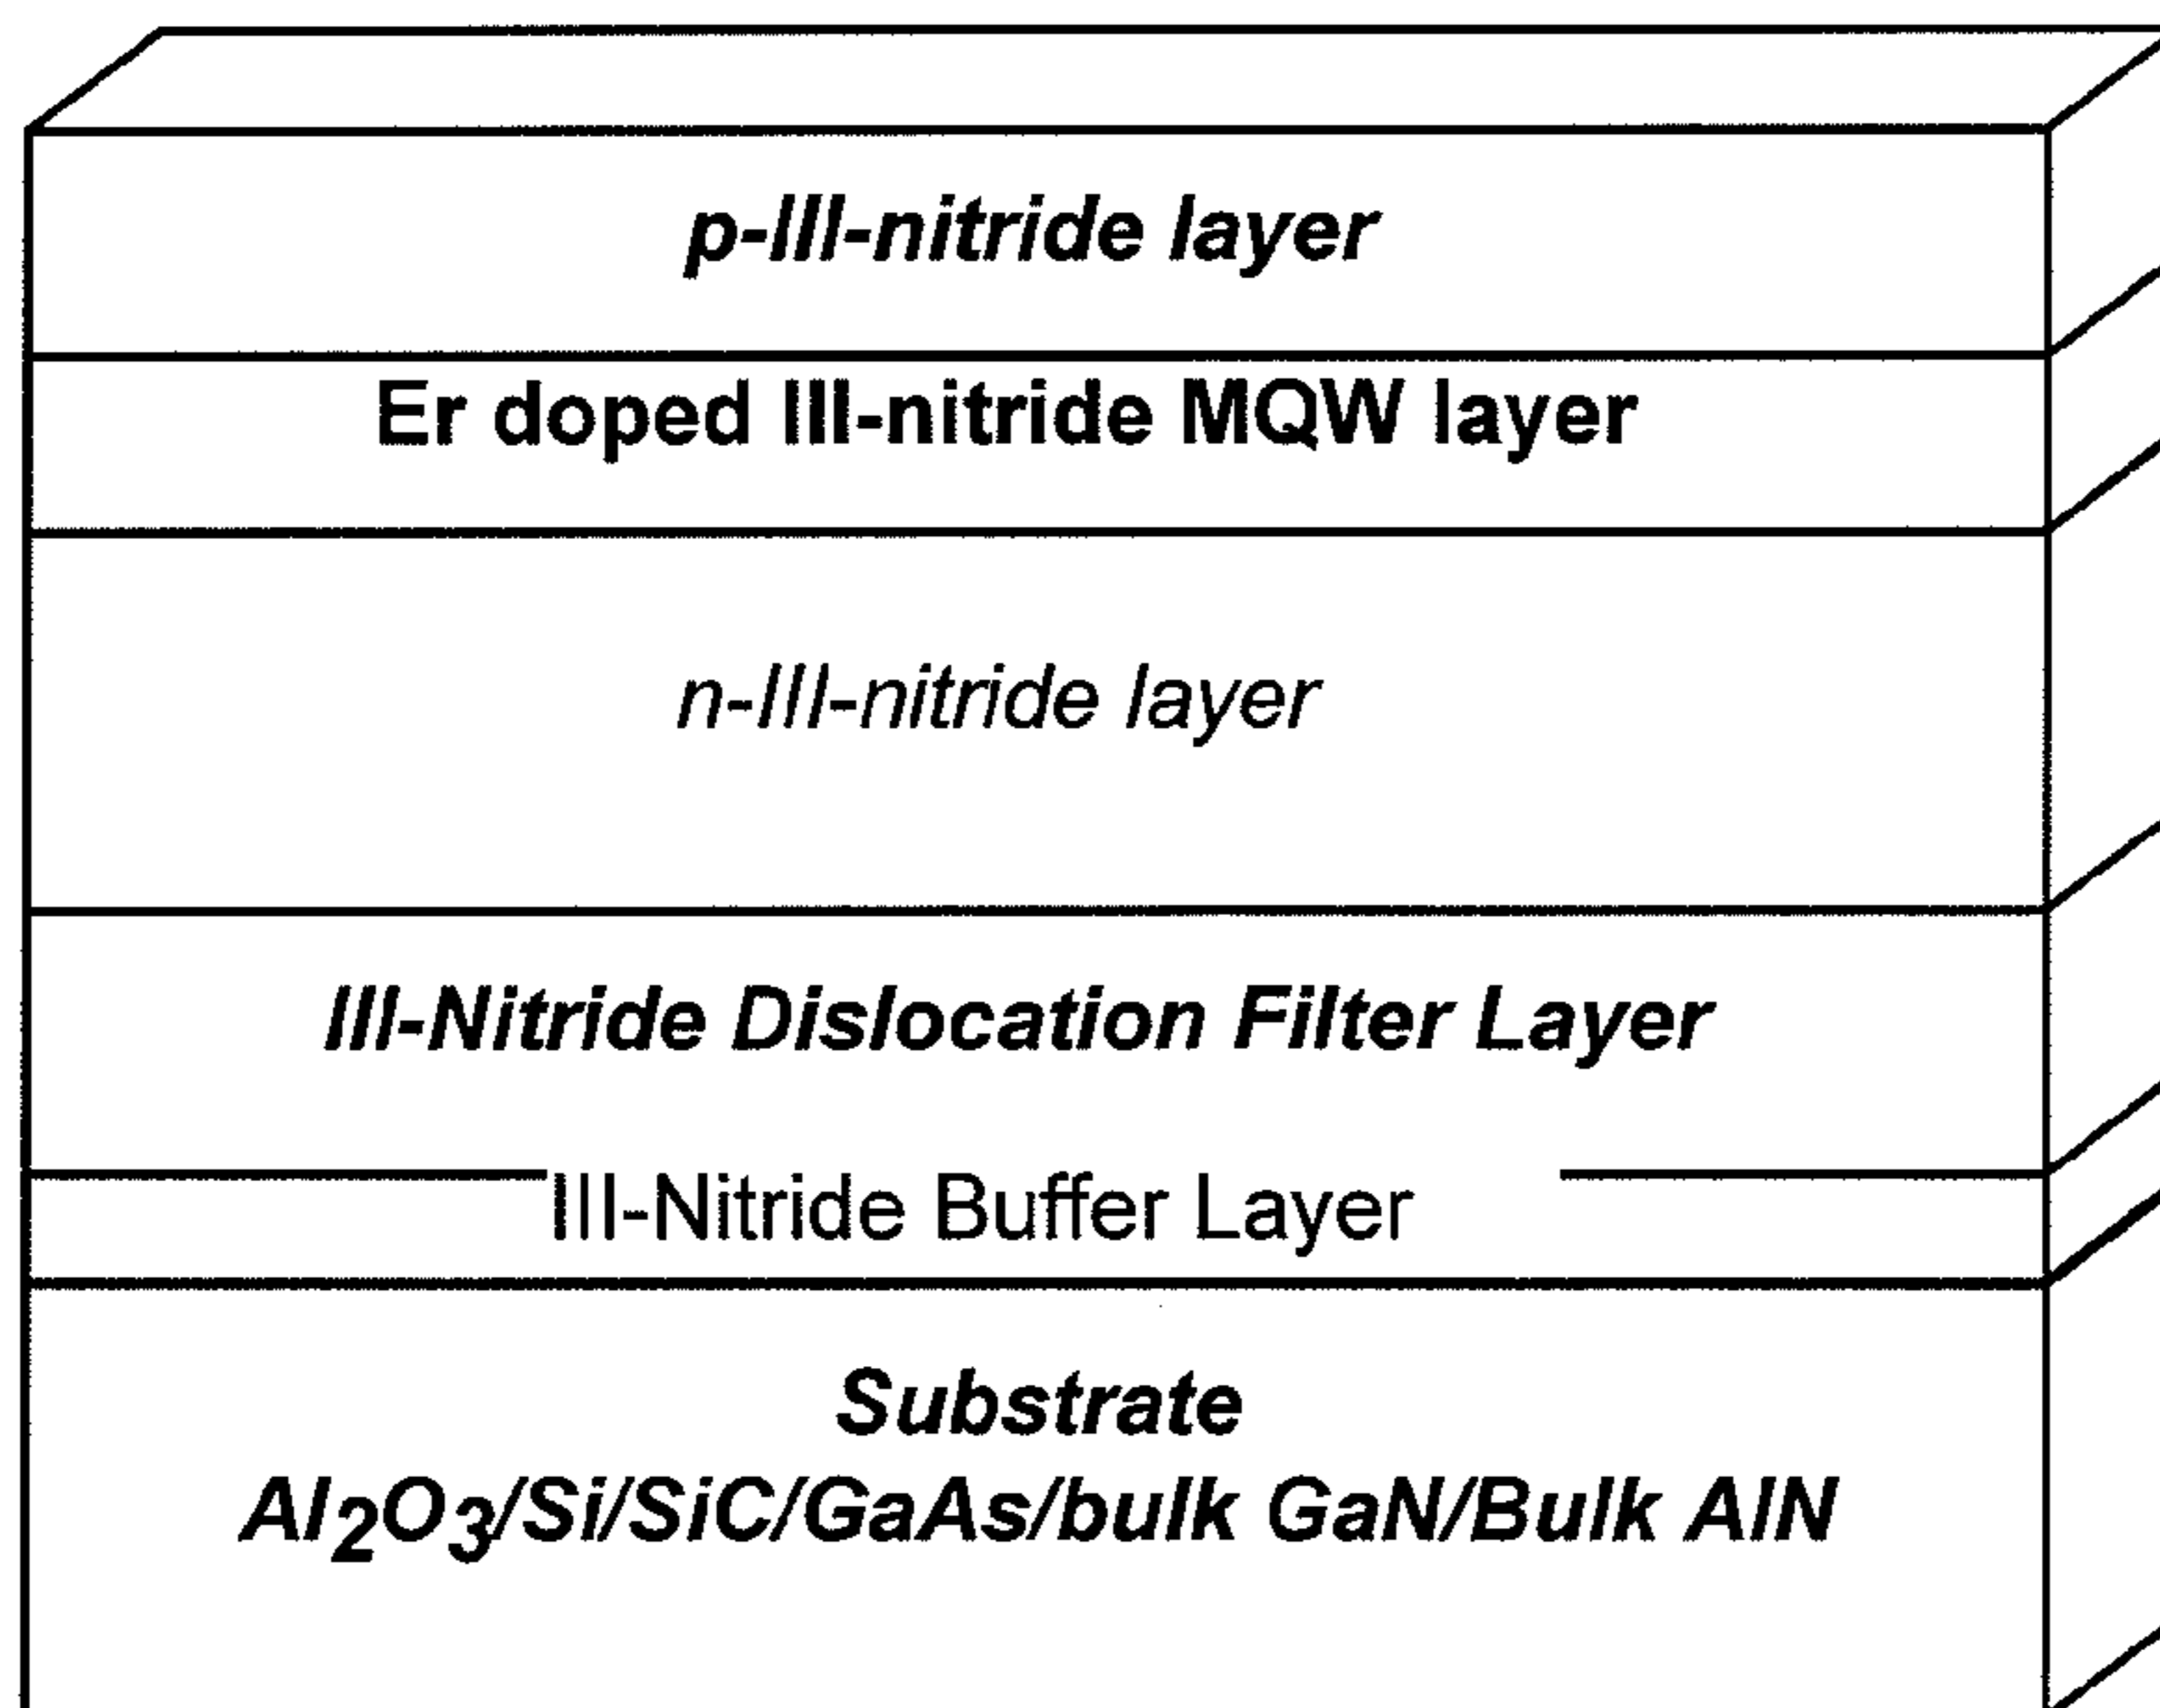 p-III-nitride layer
Er doped III-nitride MQW layer
n-III-nitride layer
III-Nitride Dislocation Filter Layer
III-Nitride Buffer Layer
Substrate
Al₂O₃/Si/SiC/GaAs/bulk GaN/Bulk AlN